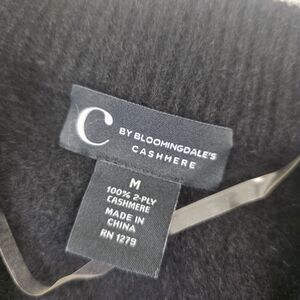 C BY BLOOMINGDALE'S
CASHMERE
M
100% 2-PLY
CASHMERE
MADE IN
CHINA
RN 1279